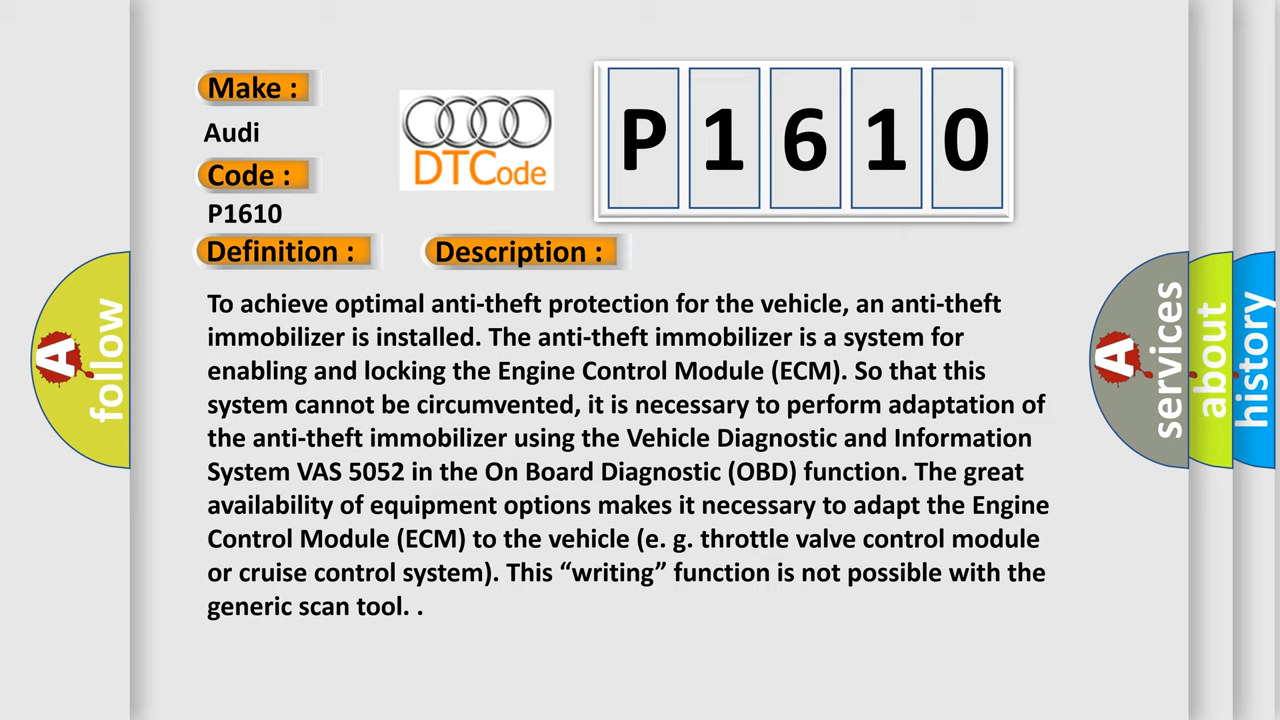 Make :
Audi
Code :
P1610
Definition :
Description :
DTCode
P1610
To achieve optimal anti-theft protection for the vehicle, an anti-theft
immobilizer is installed. The anti-theft immobilizer is a system for
enabling and locking the Engine Control Module (ECM). So that this
system cannot be circumvented, it is necessary to perform adaptation of
the anti-theft immobilizer using the Vehicle Diagnostic and Information
System VAS 5052 in the On Board Diagnostic (OBD) function. The great
availability of equipment options makes it necessary to adapt the Engine
Control Module (ECM) to the vehicle (e. g. throttle valve control module
or cruise control system). This “writing” function is not possible with the
generic scan tool. .
A
follow
A
services
about
history